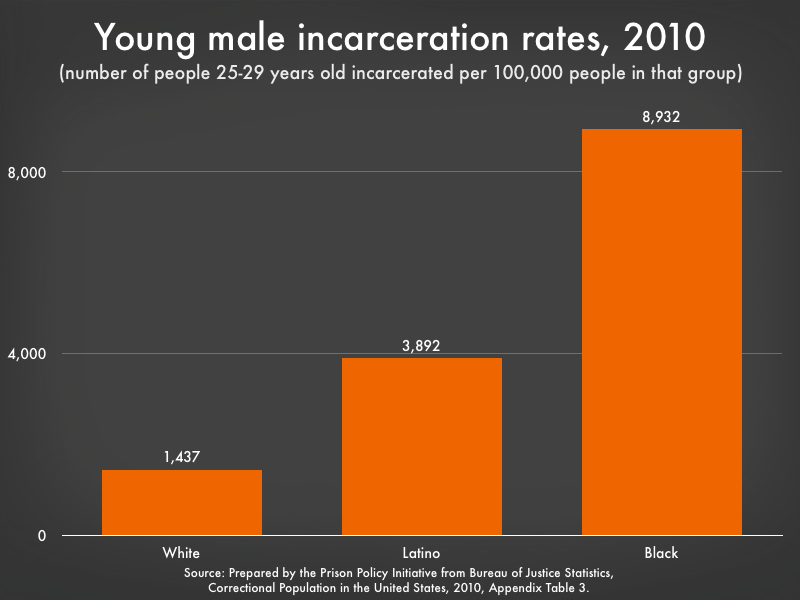 Young male incarceration rates, 2010
(number of people 25-29 years old incarcerated per 100,000 people in that group)
8,932
8,000
4,000
3,892
1,437
0
White
Latino
Black
Source: Prepared by the Prison Policy Initiative from Bureau of Justice Statistics,
Correctional Population in the United States, 2010, Appendix Table 3.